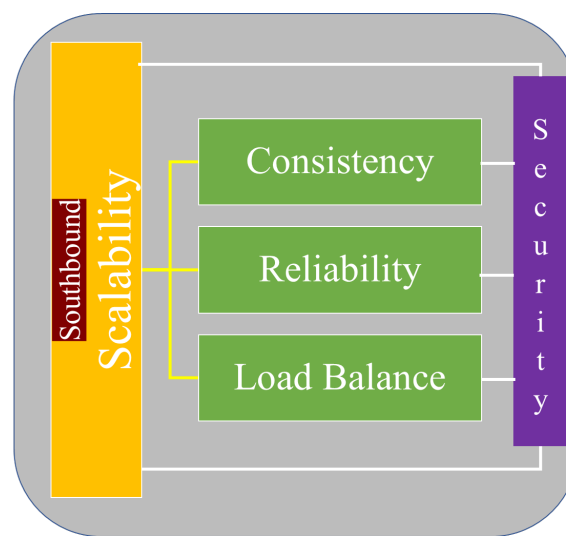 Southbound
Scalability
Consistency
Reliability
Load Balance
Security